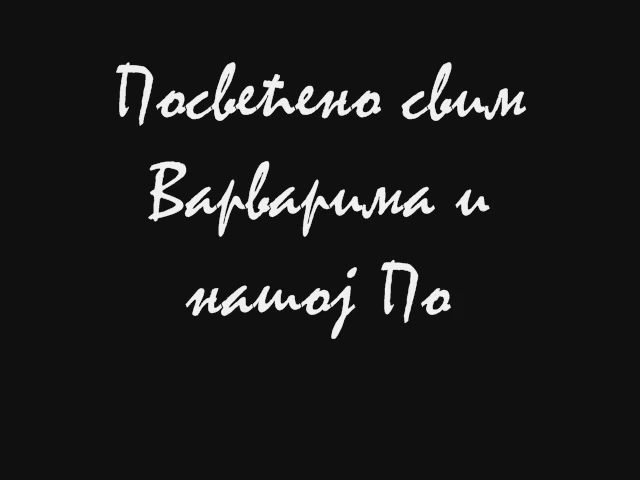 Посвећено свим
Варварима и
нашој По